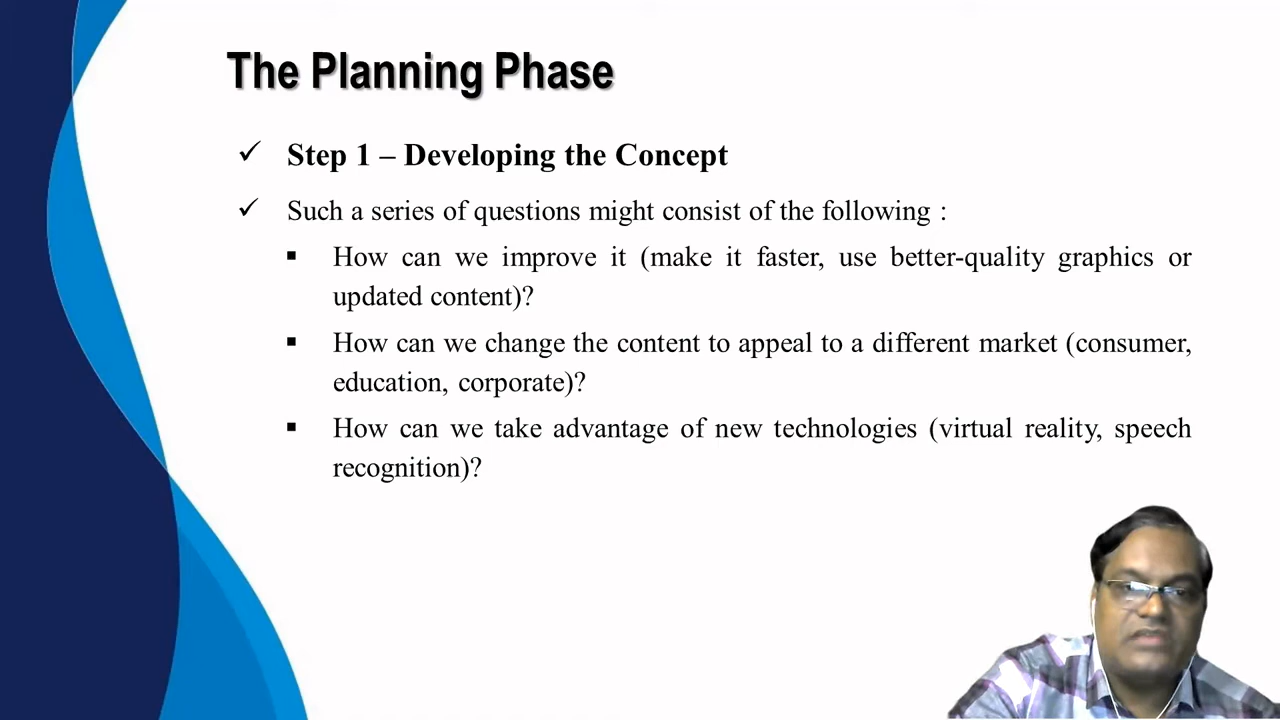 The Planning Phase
✓ Step 1 – Developing the Concept
✓ Such a series of questions might consist of the following :
▪ How can we improve it (make it faster, use better-quality graphics or
updated content)?
▪ How can we change the content to appeal to a different market (consumer,
education, corporate)?
▪ How can we take advantage of new technologies (virtual reality, speech
recognition)?